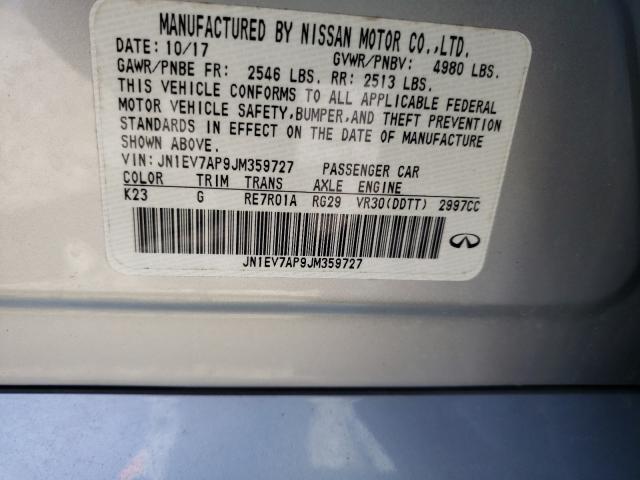 MANUFACTURED BY NISSAN MOTOR CO.,LTD.
DATE: 10/17 GVWR/PNBV: 4980 LBS.
GAWR/PNBE FR: 2546 LBS. RR: 2513 LBS.
THIS VEHICLE CONFORMS TO ALL APPLICABLE FEDERAL
MOTOR VEHICLE SAFETY,BUMPER,AND THEFT PREVENTION
STANDARDS IN EFFECT ON THE DATE OF MANUFACTURE
SHOWN ABOVE.
VIN:JN1EV7AP9JM359727 PASSENGER CAR
COLOR TRIM TRANS AXLE ENGINE
K23 G RE7R01A RG29 VR30(DDTT) 2997CC
JN1EV7AP9JM359727